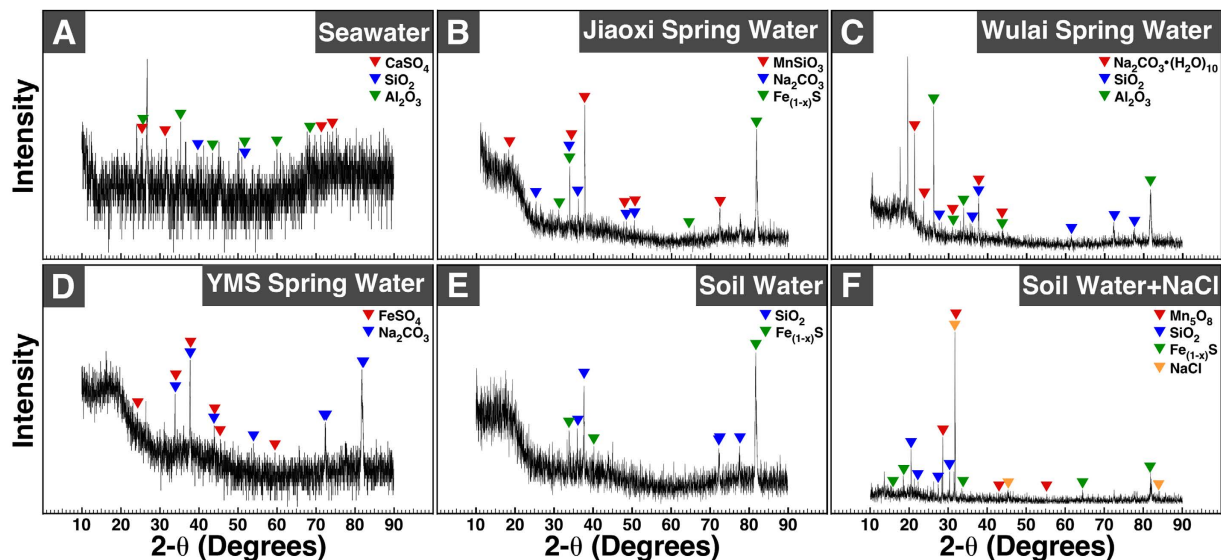 A
Seawater
CaSO₄
SiO₂
Al₂O₃
Intensity
B
Jiaoxi Spring Water
MnSiO₃
Na₂CO₃
Fe₍₁₋ₓ₎S
C
Wulai Spring Water
Na₂CO₃•(H₂O)₁₀
SiO₂
Al₂O₃
D
YMS Spring Water
FeSO₄
Na₂CO₃
Intensity
10 20 30 40 50 60 70 80 90
2-θ (Degrees)
E
Soil Water
SiO₂
Fe₍₁₋ₓ₎S
10 20 30 40 50 60 70 80 90
2-θ (Degrees)
F
Soil Water+NaCl
Mn₅O₈
SiO₂
Fe₍₁₋ₓ₎S
NaCl
10 20 30 40 50 60 70 80 90
2-θ (Degrees)